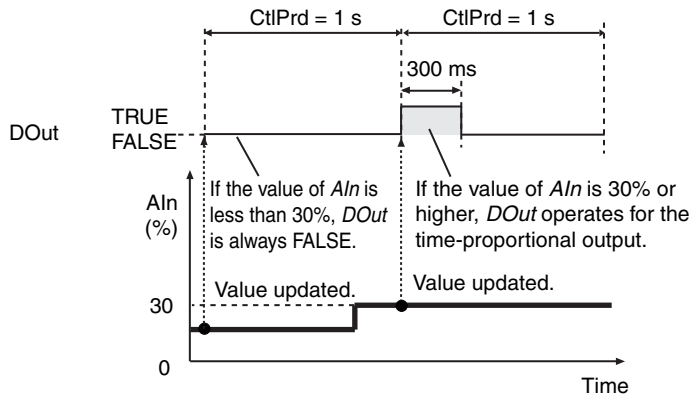 CtlPrd = 1 s CtlPrd = 1 s
300 ms
DOut TRUE
FALSE
If the value of AIn is
less than 30%, DOut
is always FALSE.
If the value of AIn is 30% or
higher, DOut operates for the
time-proportional output.
AIn
(%)
Value updated. Value updated.
30
0
Time